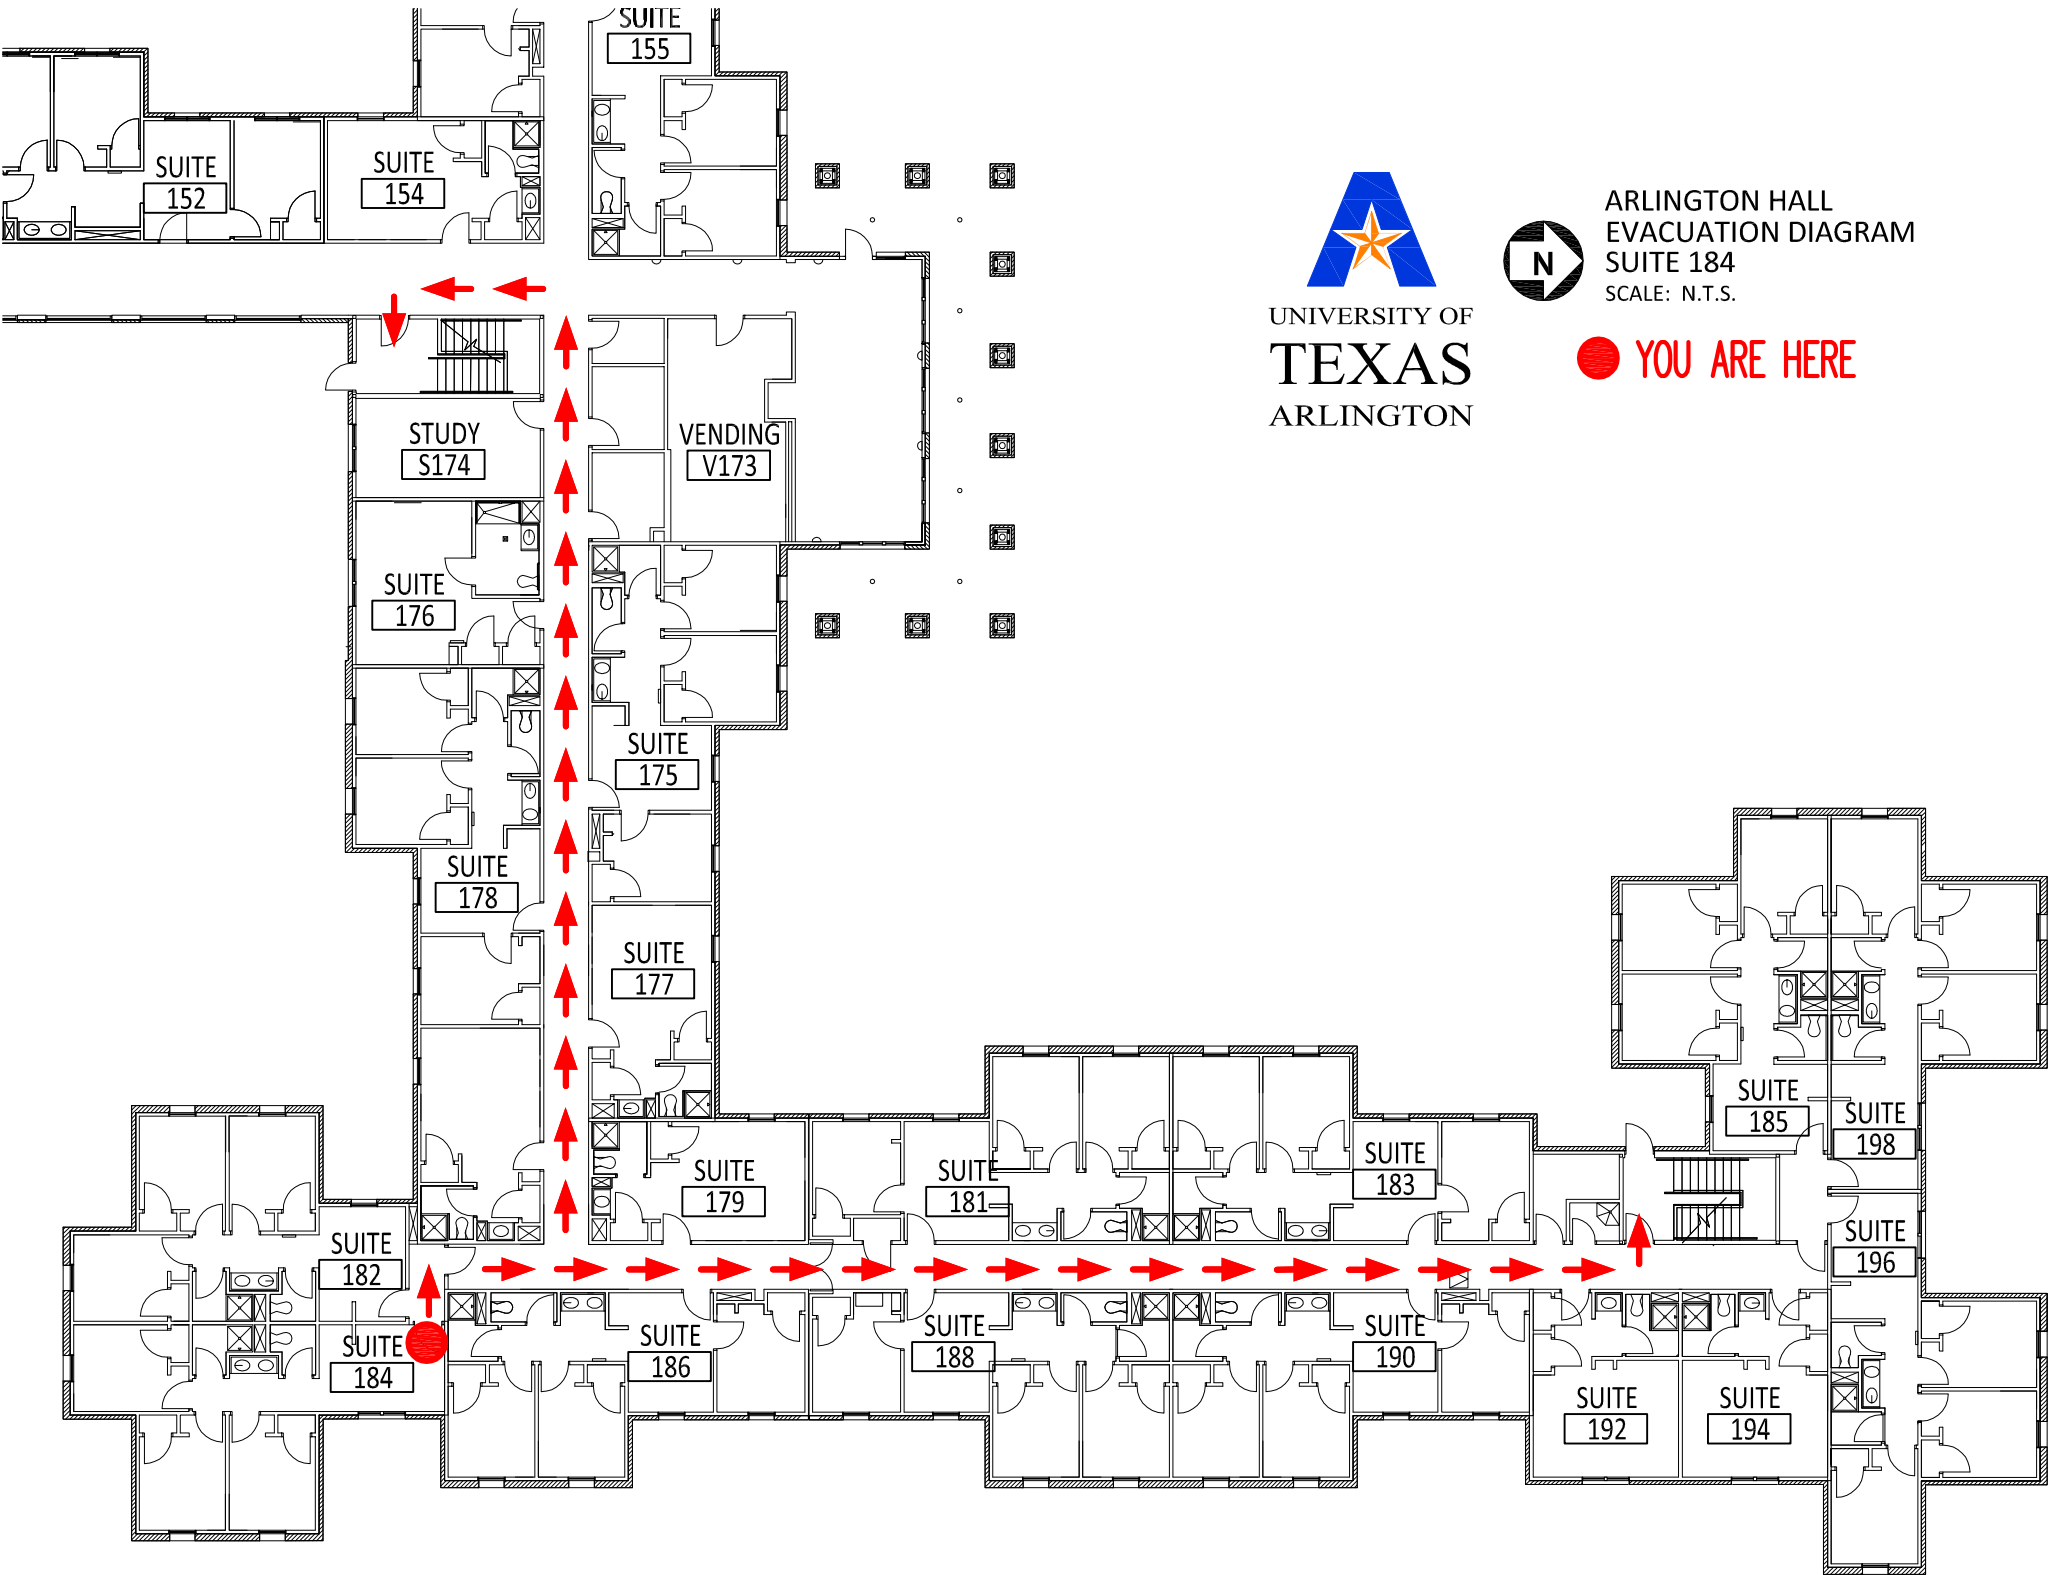 SUITE
155
SUITE
152
SUITE
154
N
ARLINGTON HALL
EVACUATION DIAGRAM
SUITE 184
SCALE: N.T.S.
UNIVERSITY OF
TEXAS
ARLINGTON
YOU ARE HERE
STUDY
S174
VENDING
V173
SUITE
176
SUITE
175
SUITE
178
SUITE
177
SUITE
185
SUITE
198
SUITE
179
SUITE
181
SUITE
183
SUITE
182
SUITE
196
SUITE
184
SUITE
186
SUITE
188
SUITE
190
SUITE
192
SUITE
194